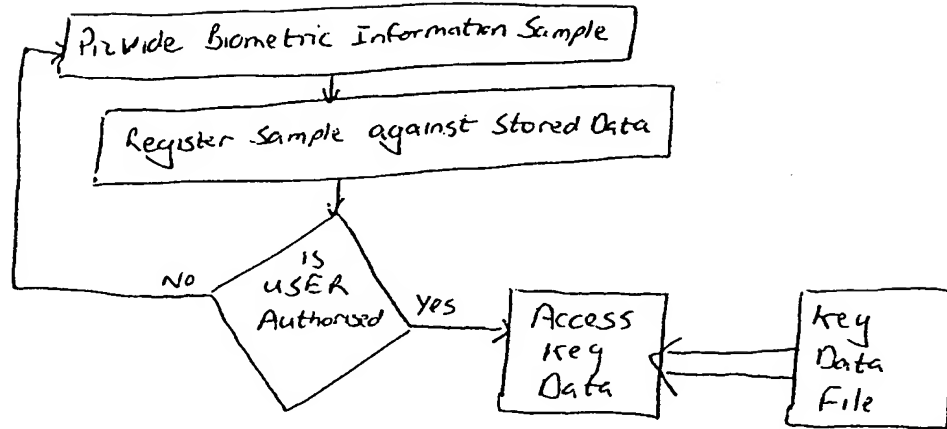 Provide Biometric Information Sample
Register Sample against Stored Data
IS
USER
Authorised
No
Yes
Access
Key
Data
Key
Data
File